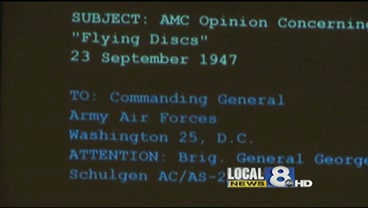 SUBJECT: AMC Opinion Concernin
"Flying Discs"
23 September 1947
TO: Commanding General
Army Air Forces
Washington 25, D.C.
ATTENTION: Brig. General George
Schulgen AC/AS-2
LOCAL 8
NEWS HD